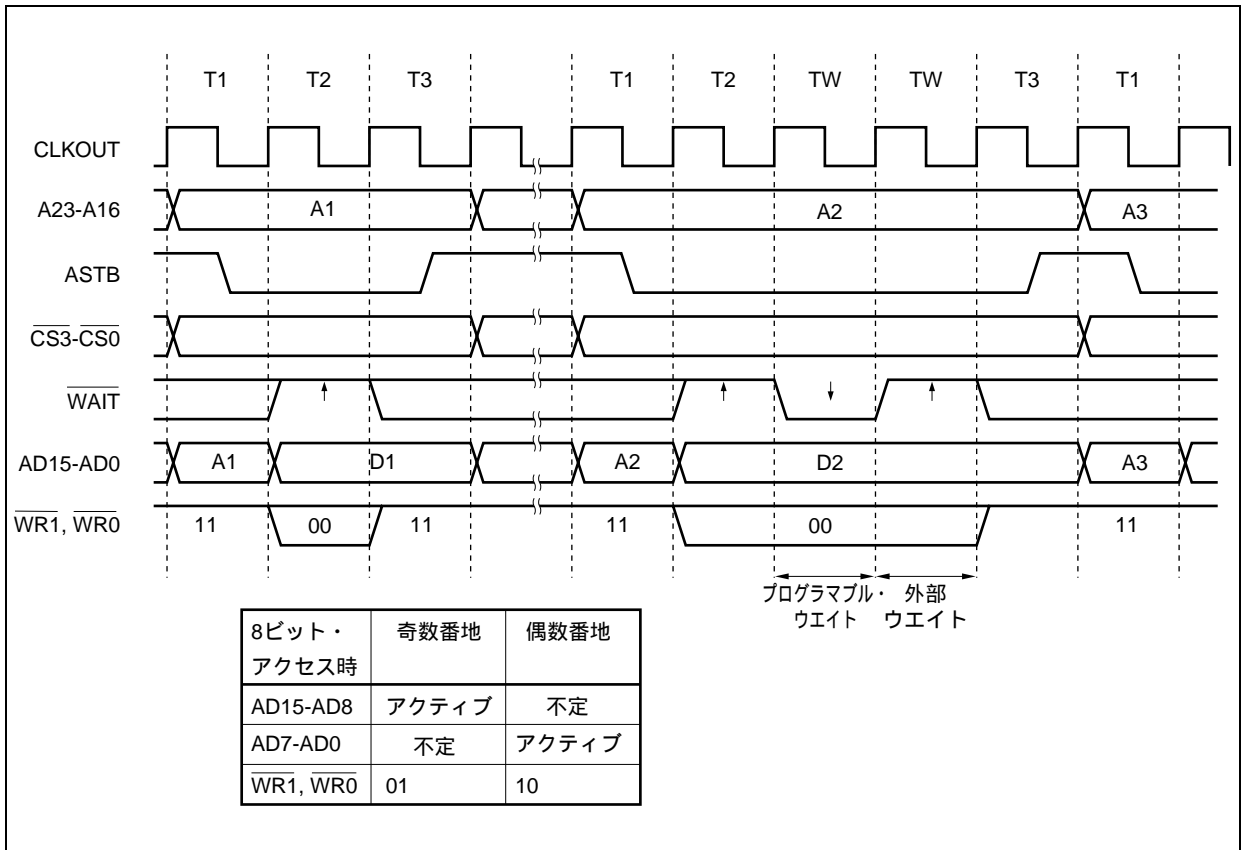 T1 T2 T3 T1 T2 TW TW T3 T1
CLKOUT
A23-A16 A1 A2 A3
ASTB
CS3-CS0
WAIT
AD15-AD0 A1 D1 A2 D2 A3
WR1, WR0 11 00 11 11 00 11
プログラマブル・ 外部
ウエイト ウエイト
8ビット・ 奇数番地 偶数番地
アクセス時
AD15-AD8 アクティブ 不定
AD7-AD0 不定 アクティブ
WR1, WR0 01 10